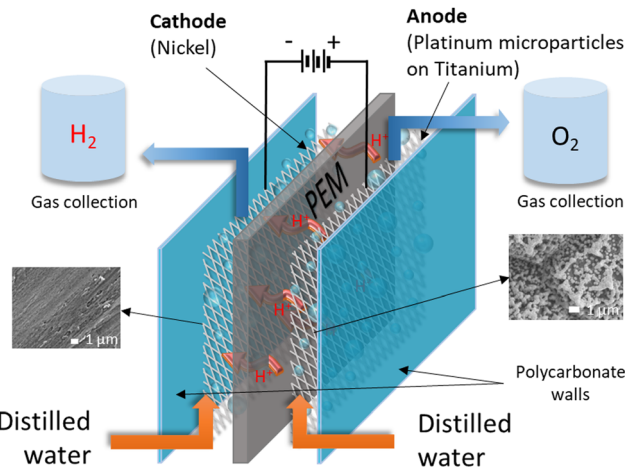 Cathode
(Nickel)
- +
Anode
(Platinum microparticles
on Titanium)
H₂
Gas collection
O₂
Gas collection
PEM
H⁺
H⁺
H⁺
H⁺
1 μm
1 μm
Polycarbonate
walls
Distilled
water
Distilled
water